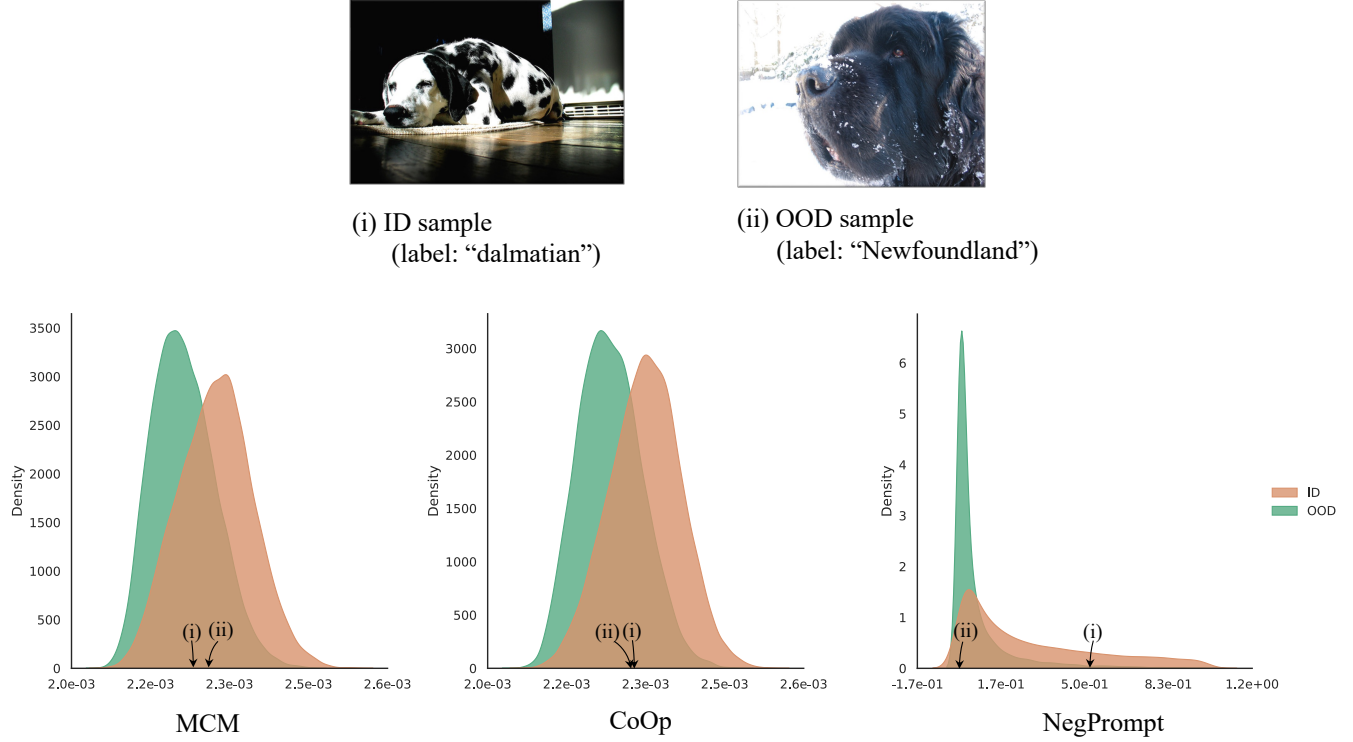 (i) ID sample
(label: “dalmatian”)
(ii) OOD sample
(label: “Newfoundland”)
3500
3000
2500
2000
1500
1000
500
0
Density
(i)
(ii)
2.0e-03 2.2e-03 2.3e-03 2.5e-03 2.6e-03
MCM
3000
2500
2000
1500
1000
500
0
Density
(ii)
(i)
2.0e-03 2.2e-03 2.3e-03 2.5e-03 2.6e-03
CoOp
6
5
4
3
2
1
0
Density
(ii)
(i)
-1.7e-01 1.7e-01 5.0e-01 8.3e-01 1.2e+00
NegPrompt
ID
OOD